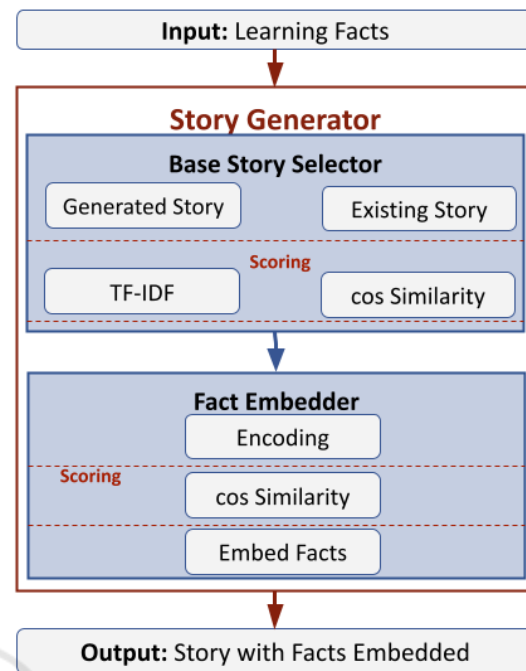 Input: Learning Facts
Story Generator
Base Story Selector
Generated Story
Existing Story
Scoring
TF-IDF
cos Similarity
Fact Embedder
Encoding
Scoring
cos Similarity
Embed Facts
Output: Story with Facts Embedded